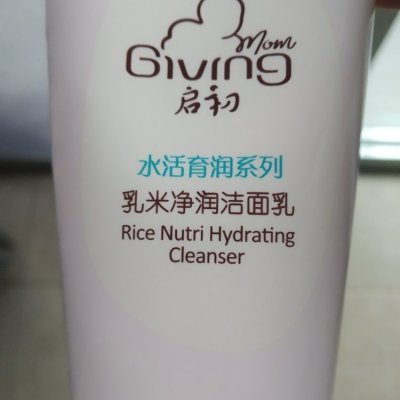 Mom
Giving
启初
水活育润系列
乳米净润洁面乳
Rice Nutri Hydrating
Cleanser